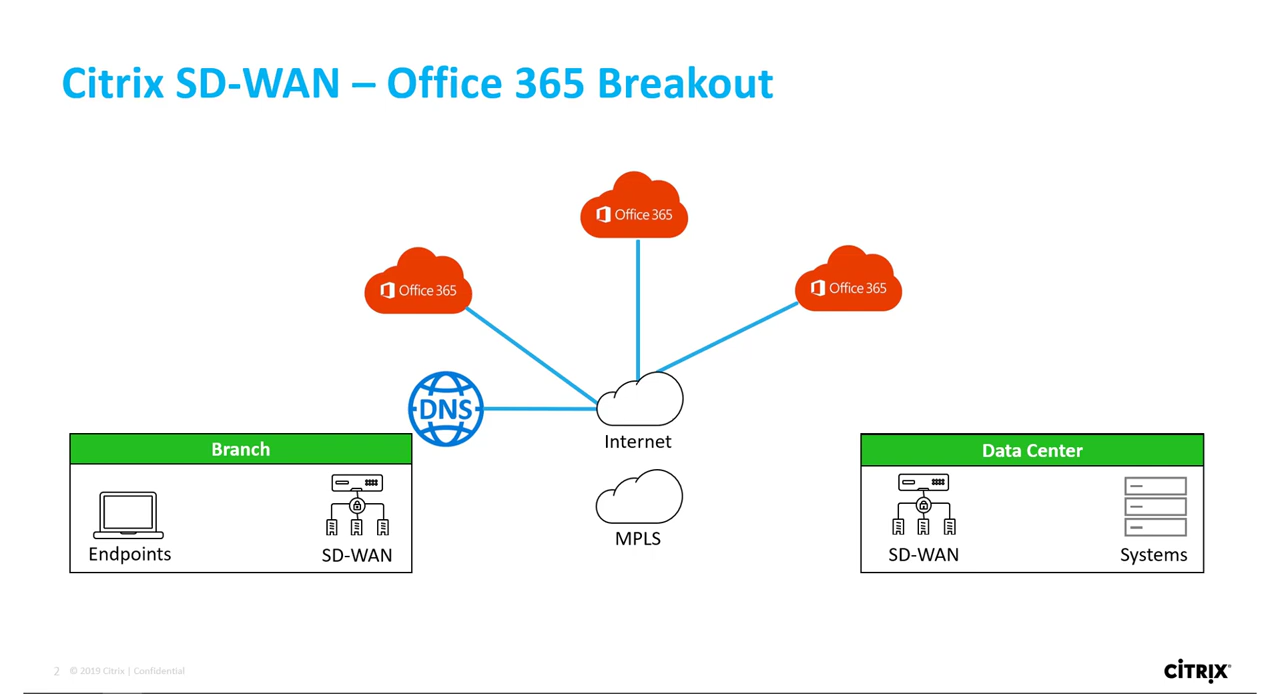 Citrix SD-WAN – Office 365 Breakout
Office 365
Office 365
Office 365
DNS
Internet
Branch
Data Center
MPLS
Endpoints
SD-WAN
SD-WAN
Systems
2 © 2019 Citrix | Confidential
CITRIX®